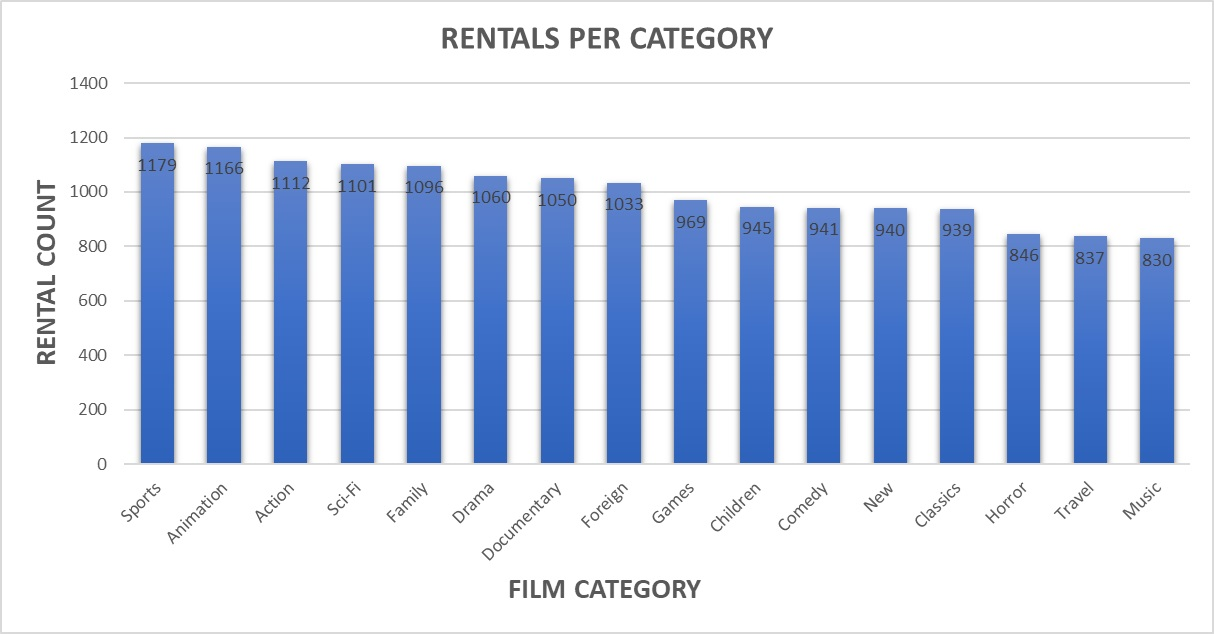 RENTALS PER CATEGORY
1400
1200
1000
800
600
400
200
0
RENTAL COUNT
1179
1166
1112
1101
1096
1060
1050
1033
969
945
941
940
939
846
837
830
Sports
Animation
Action
Sci-Fi
Family
Drama
Documentary
Foreign
Games
Children
Comedy
New
Classics
Horror
Travel
Music
FILM CATEGORY